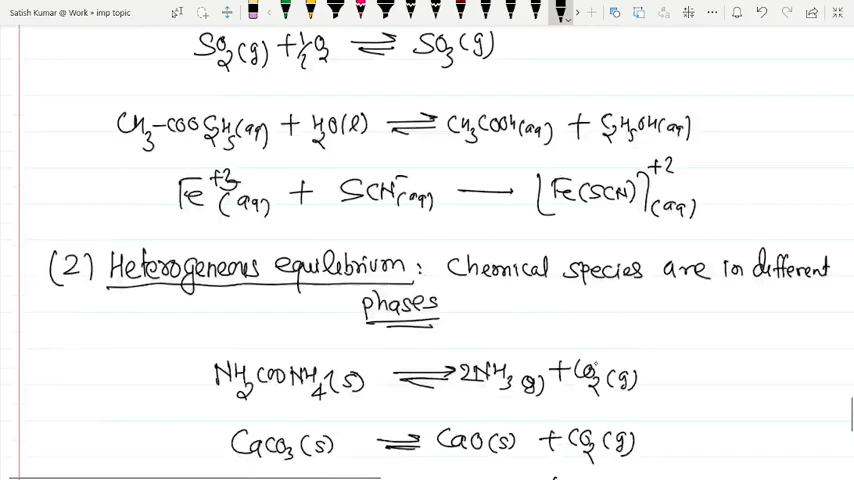 Satish Kumar @ Work > imp topic
SO2(g) + 1/2 O2 ⇌ SO3(g)
CH3-COOC2H5(aq) + H2O(l) ⇌ CH3COOH(aq) + C2H5OH(aq)
Fe+3(aq) + SCN-(aq) — [Fe(SCN)]+2(aq)
(2) Heterogeneous equilibrium : Chemical species are in different
phases
NH2COONH4(s) ⇌ 2NH3(g) + CO2(g)
CaCO3(s) ⇌ CaO(s) + CO2(g)